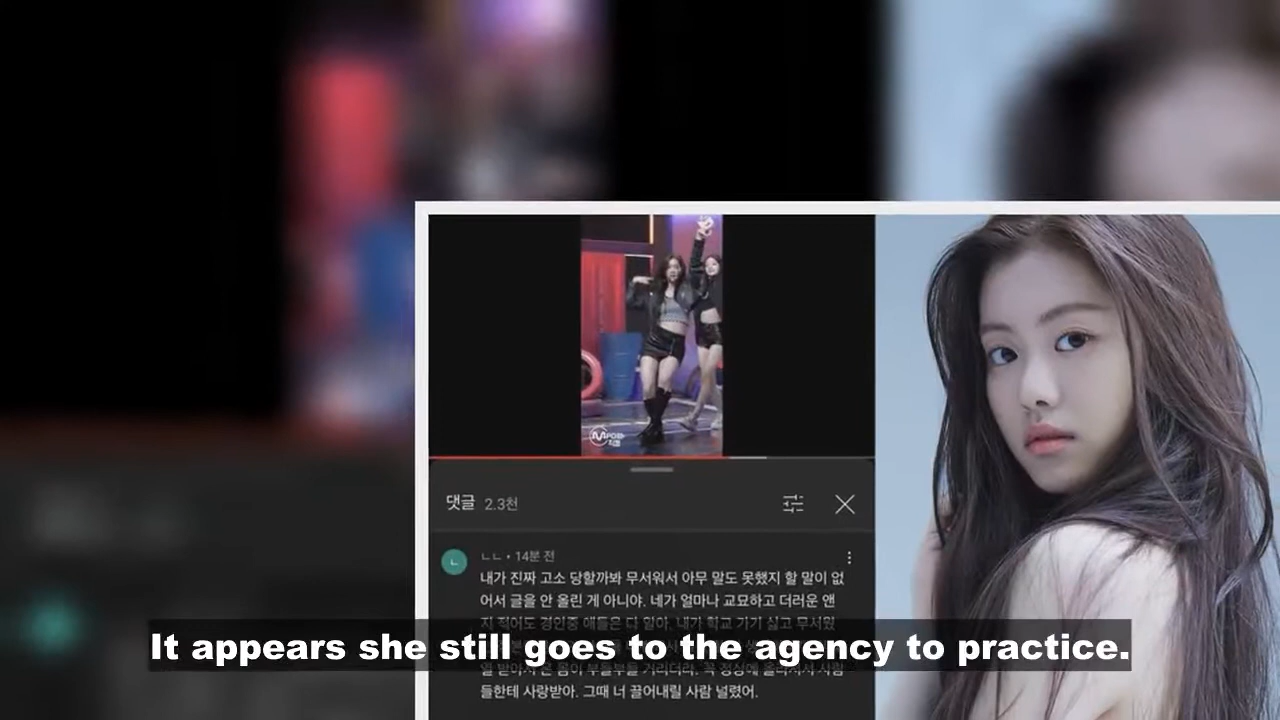 댓글 2.3천
ㄴㄴ • 14분 전
ㄴ
내가 진짜 고소 당할까봐 무서워서 아무 말도 못했지 할 말이 없
어서 글을 안 올린 게 아니야. 네가 얼마나 교묘하고 더러운 앤
지 적어도 경인중 애들은 다 알아. 내가 학교 가기 싫고 무서웠
It appears she still goes to the agency to practice.
받아서 온 몸이 부들부들 거리더라. 꼭 정상에 올라가서 사람
들한테 사랑받아. 그때 너 끌어내릴 사람 널렸어.